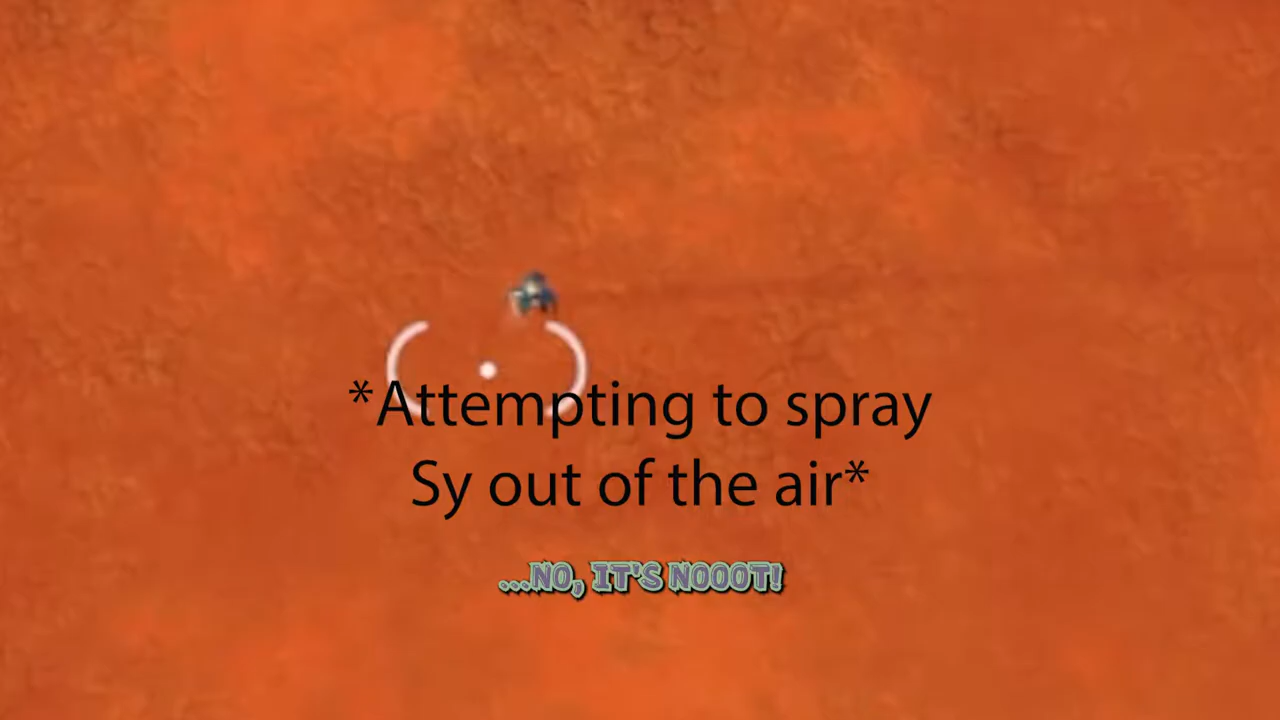 *Attempting to spray
Sy out of the air*
...NO, IT'S NOOOT!